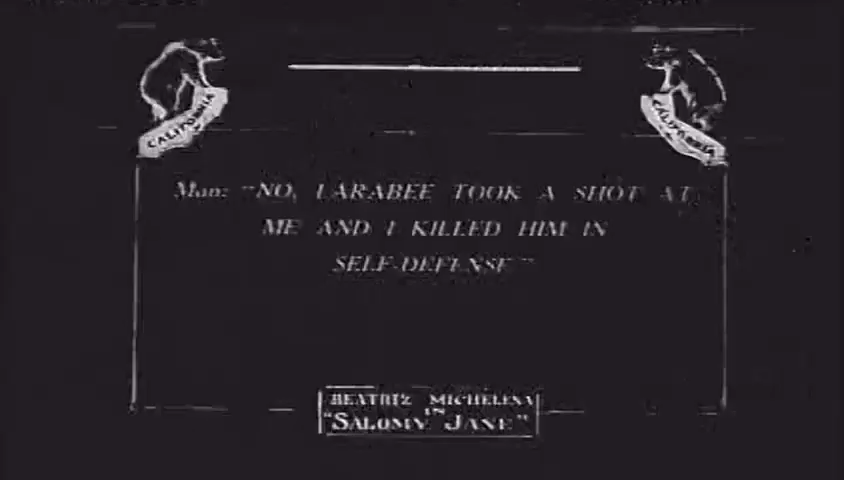 CALIFORNIA
CALIFORNIA
Man: "NO, LARABEE TOOK A SHOT AT
ME AND I KILLED HIM IN
SELF-DEFENSE"
BEATRIZ MICHELENA
IN
"SALOMY JANE"